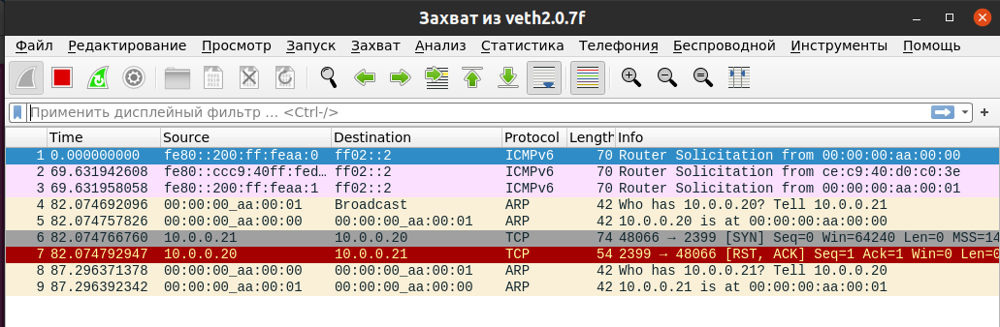 Захват из veth2.0.7f
Файл Редактирование Просмотр Запуск Захват Анализ Статистика Телефония Беспроводной Инструменты Помощь
Применить дисплейный фильтр ... <Ctrl-/>
Time Source Destination Protocol Length Info
1 0.000000000 fe80::200:ff:feaa:0 ff02::2 ICMPv6 70 Router Solicitation from 00:00:00:aa:00:00
2 69.631942608 fe80::ccc9:40ff:fed… ff02::2 ICMPv6 70 Router Solicitation from ce:c9:40:d0:c0:3e
3 69.631958058 fe80::200:ff:feaa:1 ff02::2 ICMPv6 70 Router Solicitation from 00:00:00:aa:00:01
4 82.074692096 00:00:00_aa:00:01 Broadcast ARP 42 Who has 10.0.0.20? Tell 10.0.0.21
5 82.074757826 00:00:00_aa:00:00 00:00:00_aa:00:01 ARP 42 10.0.0.20 is at 00:00:00:aa:00:00
6 82.074766760 10.0.0.21 10.0.0.20 TCP 74 48066 → 2399 [SYN] Seq=0 Win=64240 Len=0 MSS=14
7 82.074792947 10.0.0.20 10.0.0.21 TCP 54 2399 → 48066 [RST, ACK] Seq=1 Ack=1 Win=0 Len=0
8 87.296371378 00:00:00_aa:00:00 00:00:00_aa:00:01 ARP 42 Who has 10.0.0.21? Tell 10.0.0.20
9 87.296392342 00:00:00_aa:00:01 00:00:00_aa:00:00 ARP 42 10.0.0.21 is at 00:00:00:aa:00:01